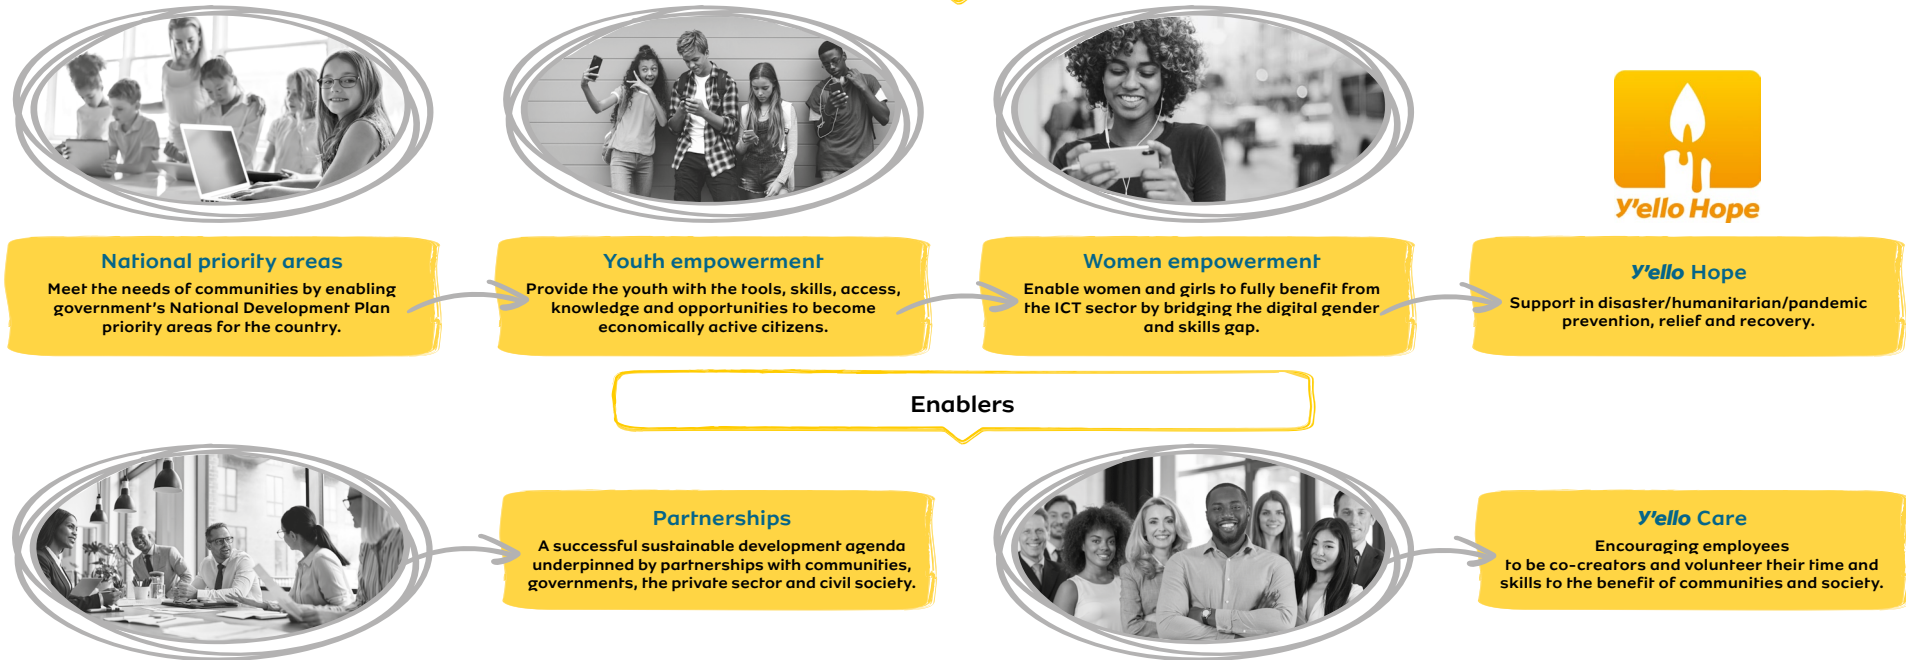 Y'ello Hope
National priority areas
Meet the needs of communities by enabling
government's National Development Plan
priority areas for the country.
Youth empowerment
Provide the youth with the tools, skills, access,
knowledge and opportunities to become
economically active citizens.
Women empowerment
Enable women and girls to fully benefit from
the ICT sector by bridging the digital gender
and skills gap.
Y'ello Hope
Support in disaster/humanitarian/pandemic
prevention, relief and recovery.
Enablers
Partnerships
A successful sustainable development agenda
underpinned by partnerships with communities,
governments, the private sector and civil society.
Y'ello Care
Encouraging employees
to be co-creators and volunteer their time and
skills to the benefit of communities and society.